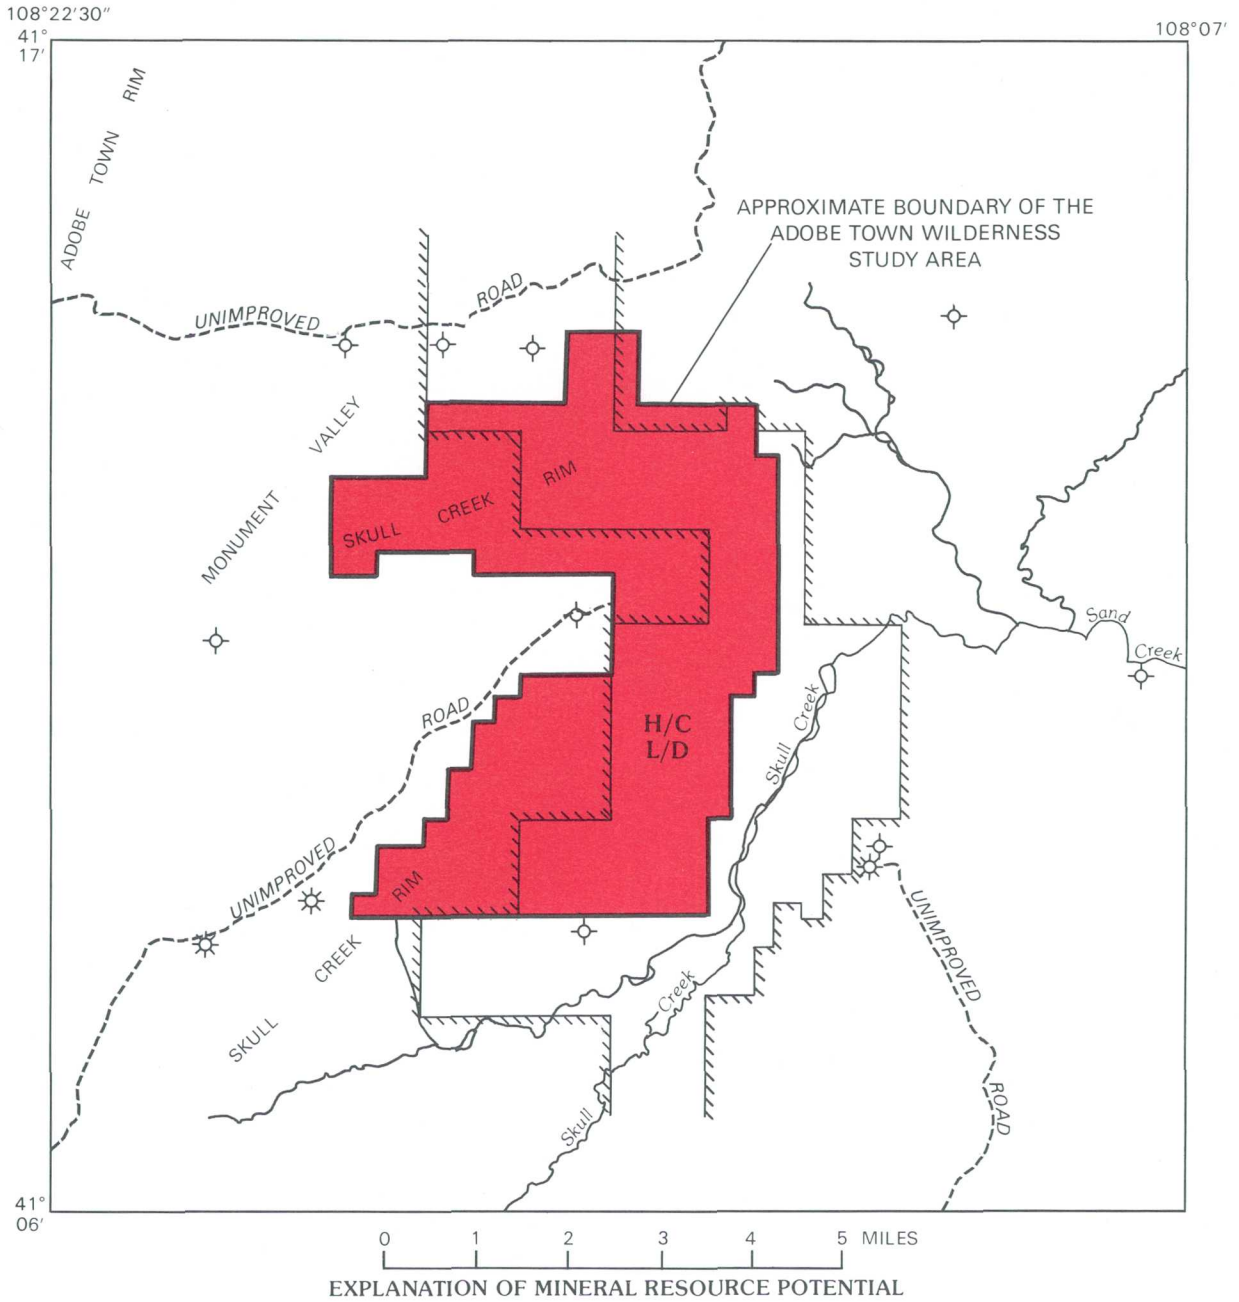 108°22′30″
108°07′
41°
17′
ADOBE TOWN RIM
APPROXIMATE BOUNDARY OF THE
ADOBE TOWN WILDERNESS
STUDY AREA
UNIMPROVED ROAD
MONUMENT VALLEY
SKULL CREEK RIM
Sand
Creek
UNIMPROVED ROAD
H/C
L/D
Skull Creek
SKULL CREEK RIM
UNIMPROVED ROAD
Skull Creek
41°
06′
0 1 2 3 4 5 MILES
EXPLANATION OF MINERAL RESOURCE POTENTIAL